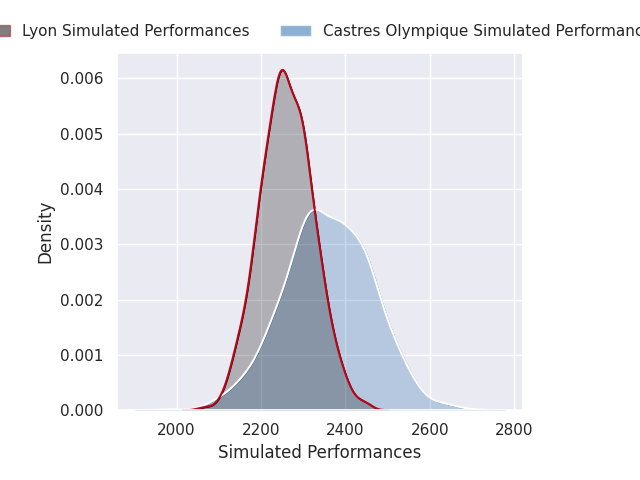 Lyon Simulated Performances
Castres Olympique Simulated
0.006
0.005
0.004
0.003
0.002
0.001
0.000
Density
2000 2200 2400 2600 2800
Simulated Performances